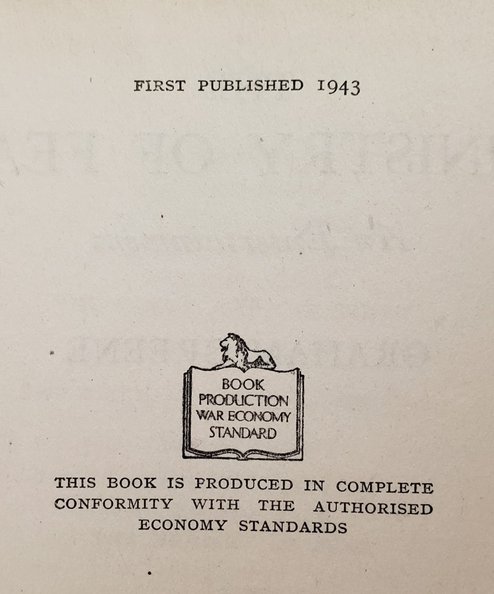 FIRST PUBLISHED 1943
BOOK
PRODUCTION
WAR ECONOMY
STANDARD
THIS BOOK IS PRODUCED IN COMPLETE
CONFORMITY WITH THE AUTHORISED
ECONOMY STANDARDS